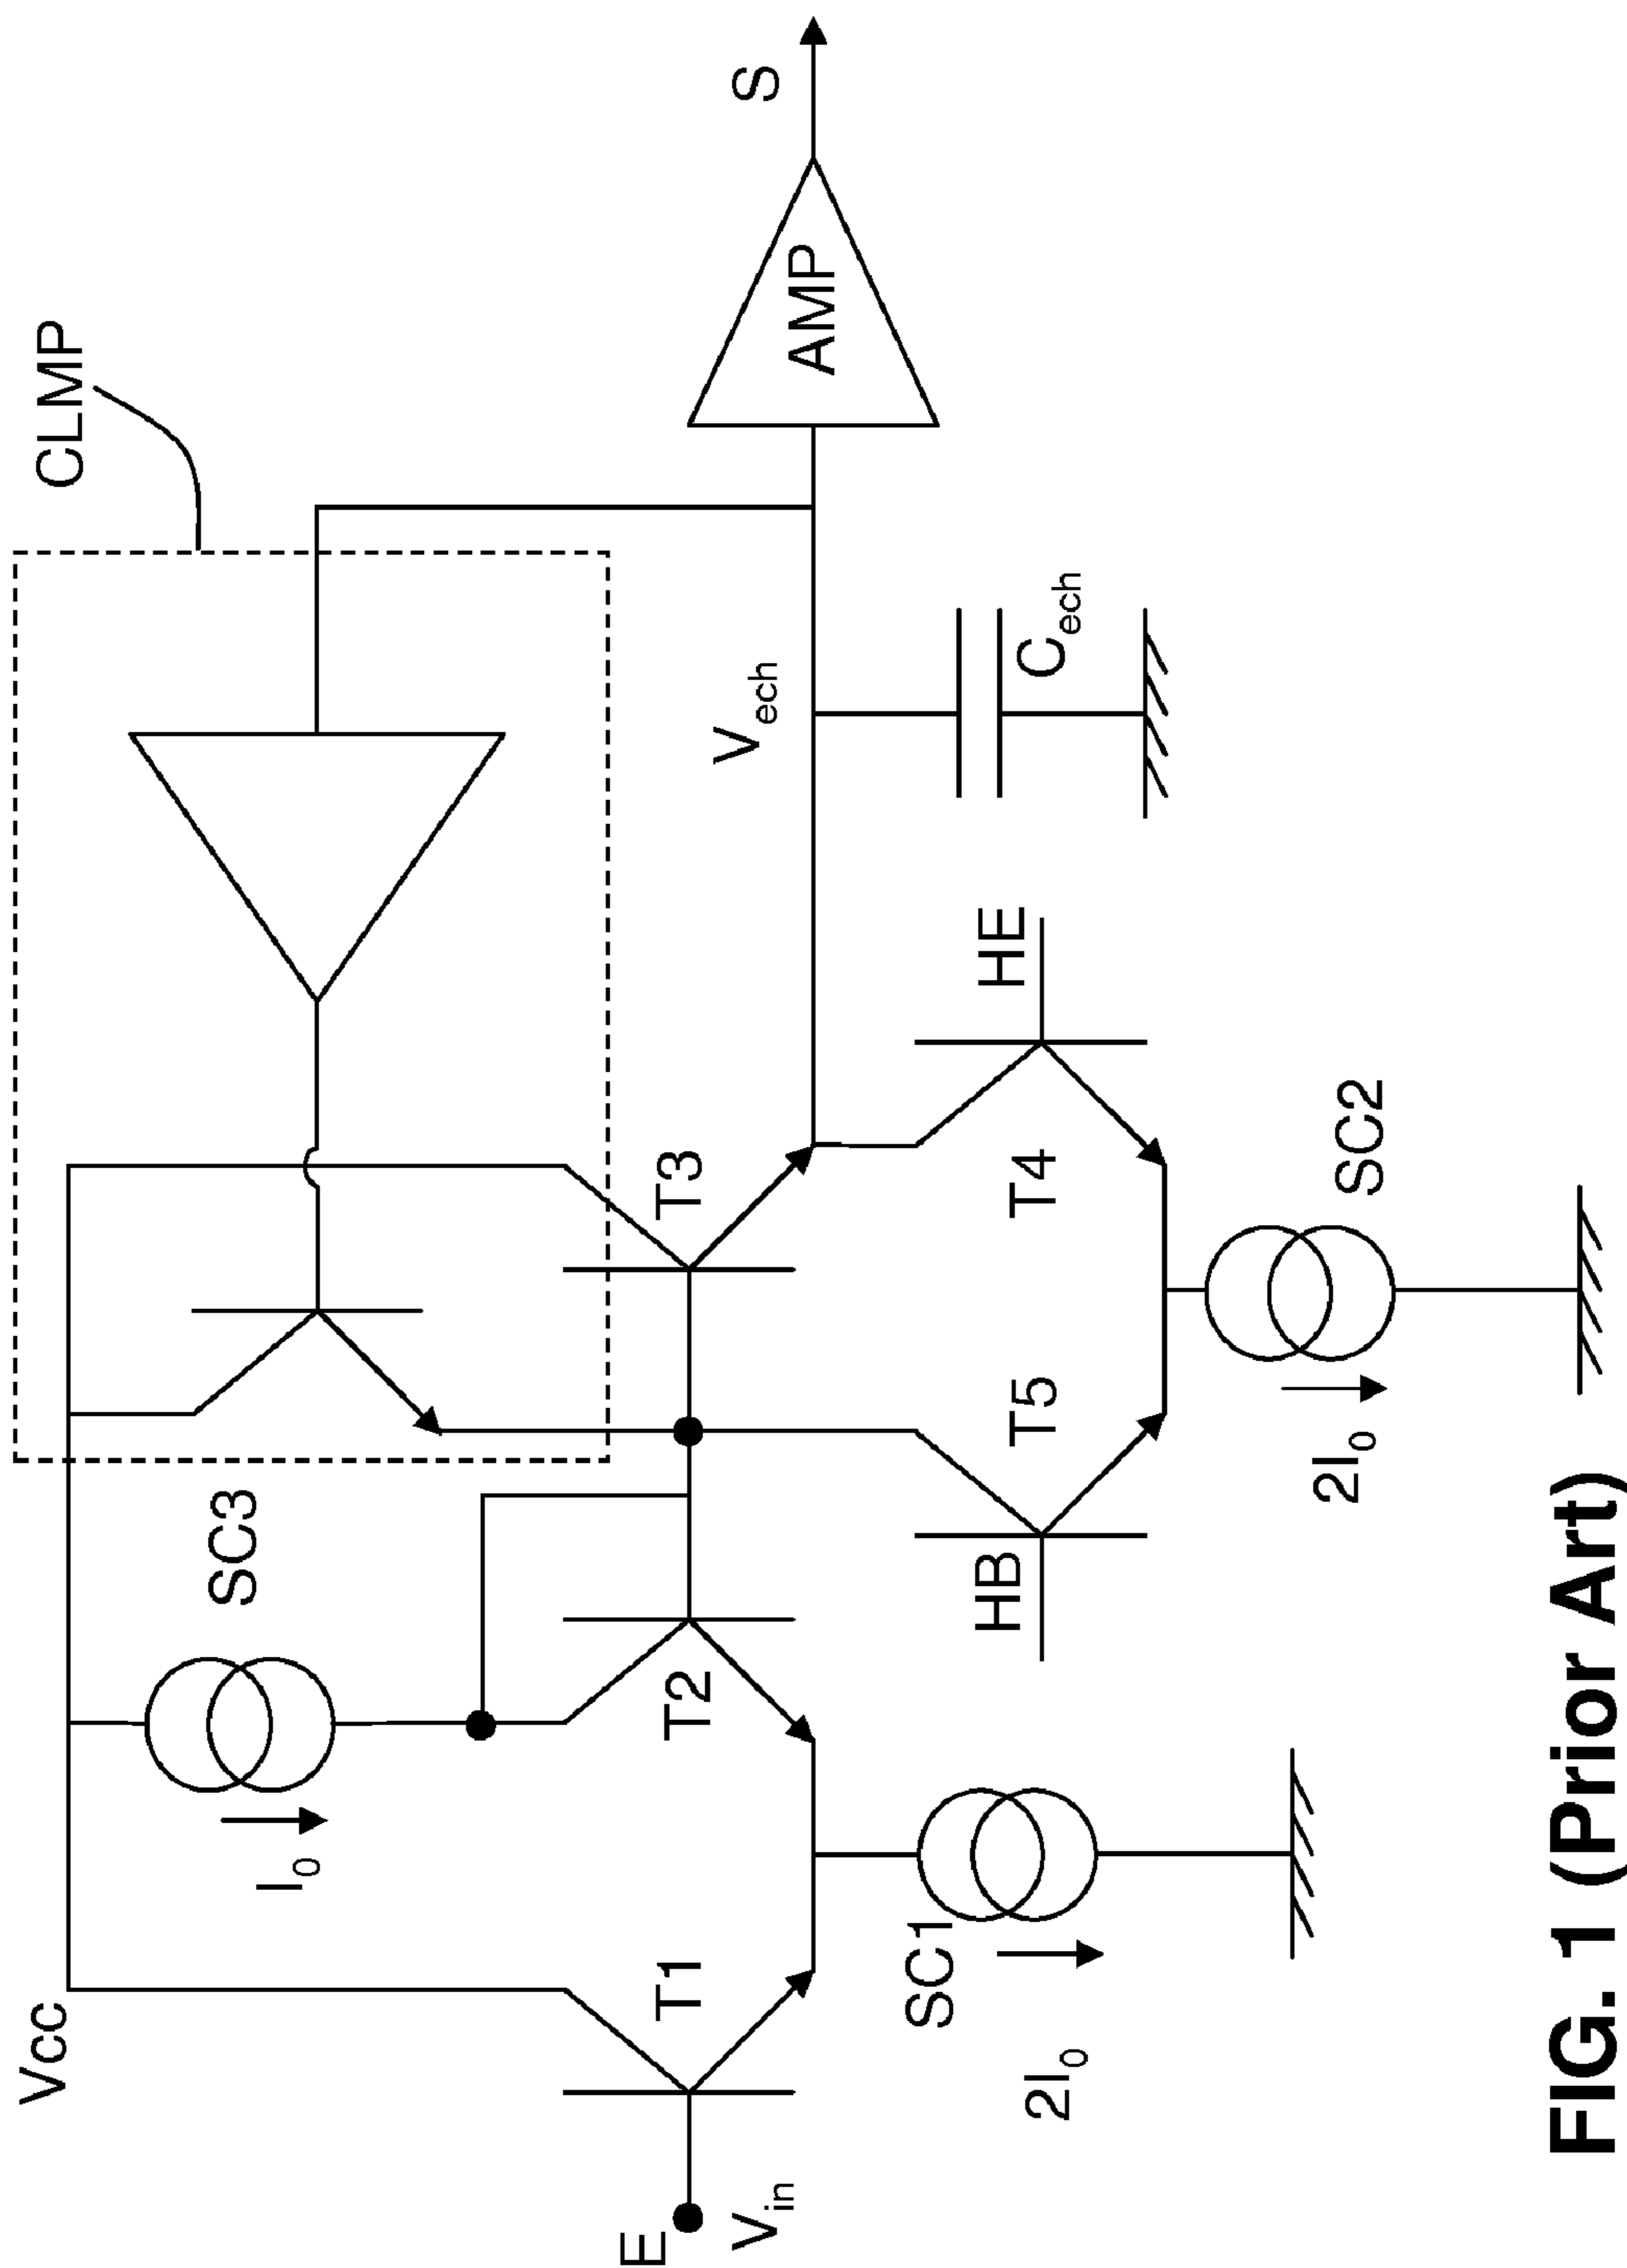 CLMP
Vcc
SC3
I0
E
Vin
T1
T2
T3
Vech
AMP
S
SC1
2I0
HB
T5
T4
HE
Cech
2I0
SC2
FIG. 1 (Prior Art)